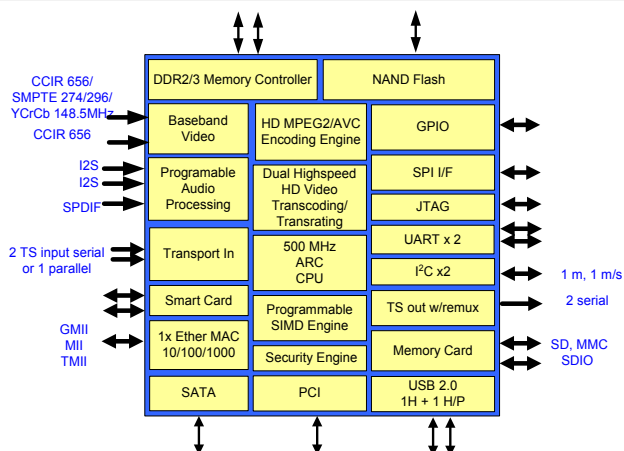 DDR2/3 Memory Controller
NAND Flash
CCIR 656/
SMPTE 274/296/
YCrCb 148.5MHz
CCIR 656
Baseband
Video
HD MPEG2/AVC
Encoding Engine
GPIO
I2S
I2S
SPDIF
Programable
Audio
Processing
Dual Highspeed
HD Video
Transcoding/
Transrating
SPI I/F
JTAG
UART x 2
2 TS input serial
or 1 parallel
Transport In
500 MHz
ARC
CPU
I²C x2
1 m, 1 m/s
Smart Card
Programmable
SIMD Engine
TS out w/remux
2 serial
GMII
MII
TMII
1x Ether MAC
10/100/1000
Security Engine
Memory Card
SD, MMC
SDIO
SATA
PCI
USB 2.0
1H + 1 H/P